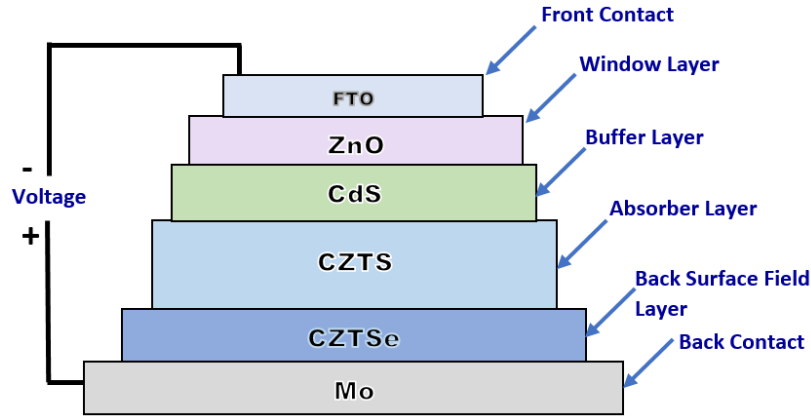 Front Contact
FTO
Window Layer
ZnO
Buffer Layer
CdS
-
Voltage
+
Absorber Layer
CZTS
Back Surface Field
Layer
CZTSe
Back Contact
Mo